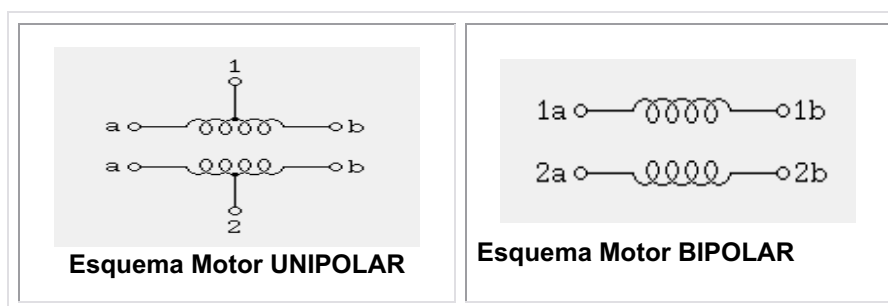 1
a b
a b
2
Esquema Motor UNIPOLAR
1a 1b
2a 2b
Esquema Motor BIPOLAR